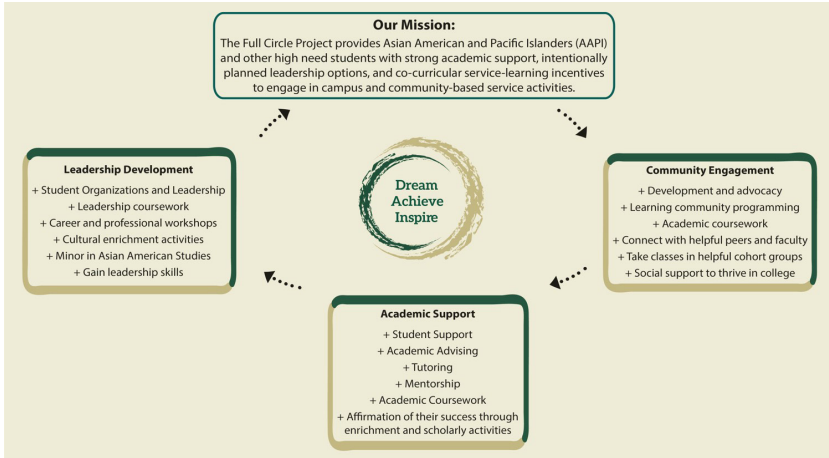 Our Mission:
The Full Circle Project provides Asian American and Pacific Islanders (AAPI)
and other high need students with strong academic support, intentionally
planned leadership options, and co-curricular service-learning incentives
to engage in campus and community-based service activities.
Leadership Development
+ Student Organizations and Leadership
+ Leadership coursework
+ Career and professional workshops
+ Cultural enrichment activities
+ Minor in Asian American Studies
+ Gain leadership skills
Dream
Achieve
Inspire
Community Engagement
+ Development and advocacy
+ Learning community programming
+ Academic coursework
+ Connect with helpful peers and faculty
+ Take classes in helpful cohort groups
+ Social support to thrive in college
Academic Support
+ Student Support
+ Academic Advising
+ Tutoring
+ Mentorship
+ Academic Coursework
+ Affirmation of their success through
enrichment and scholarly activities